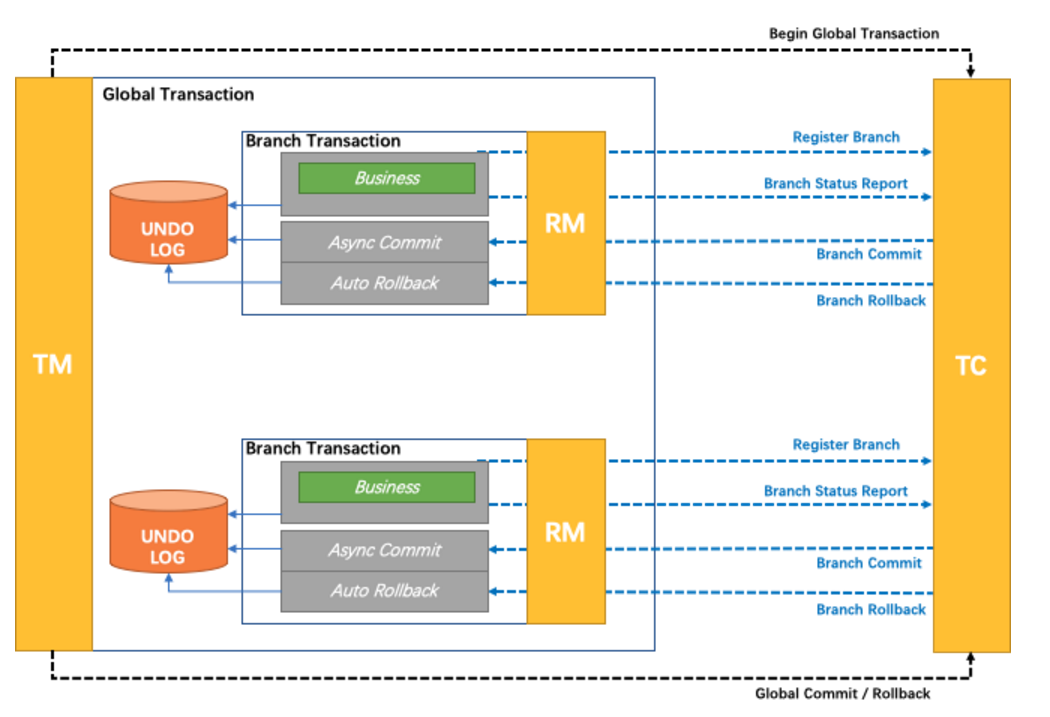 Begin Global Transaction
Global Transaction
Branch Transaction
Business
Async Commit
Auto Rollback
UNDO
LOG
RM
Register Branch
Branch Status Report
Branch Commit
Branch Rollback
TM
TC
Branch Transaction
Business
Async Commit
Auto Rollback
UNDO
LOG
RM
Register Branch
Branch Status Report
Branch Commit
Branch Rollback
Global Commit / Rollback